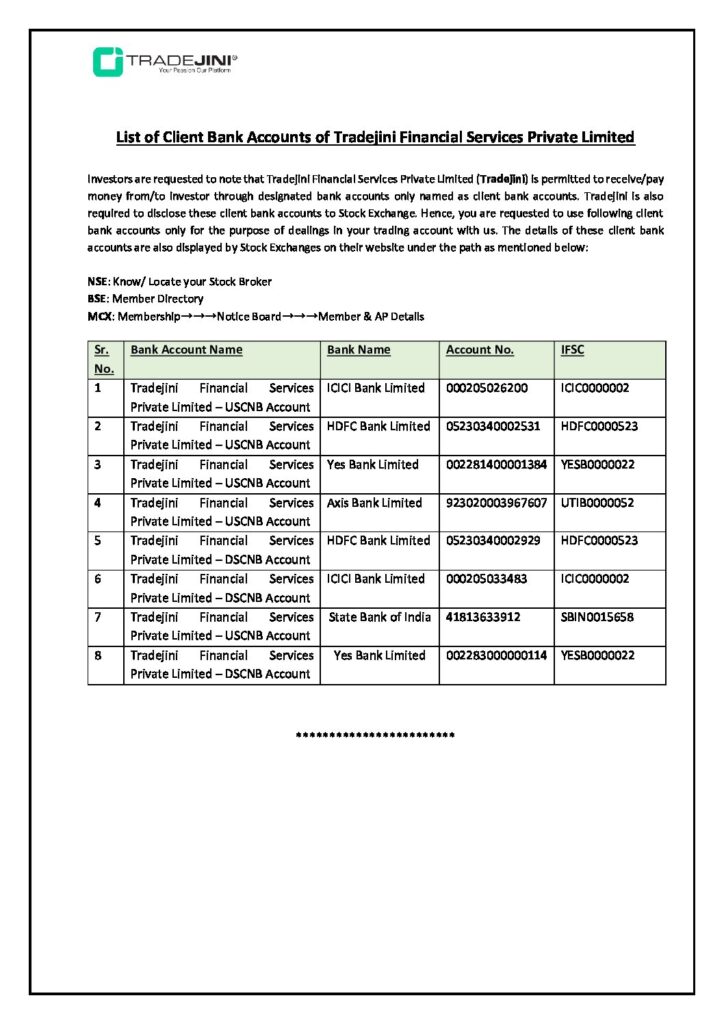 TRADEJINI®
Your Passion Our Platform
List of Client Bank Accounts of Tradejini Financial Services Private Limited
Investors are requested to note that Tradejini Financial Services Private Limited (Tradejini) is permitted to receive/pay
money from/to investor through designated bank accounts only named as client bank accounts. Tradejini is also
required to disclose these client bank accounts to Stock Exchange. Hence, you are requested to use following client
bank accounts only for the purpose of dealings in your trading account with us. The details of these client bank
accounts are also displayed by Stock Exchanges on their website under the path as mentioned below:
NSE: Know/ Locate your Stock Broker
BSE: Member Directory
MCX: Membership→→→Notice Board→→→Member & AP Details
Sr. Bank Account Name Bank Name Account No. IFSC
No.
1 Tradejini Financial Services ICICI Bank Limited 000205026200 ICIC0000002
Private Limited – USCNB Account
2 Tradejini Financial Services HDFC Bank Limited 05230340002531 HDFC0000523
Private Limited – USCNB Account
3 Tradejini Financial Services Yes Bank Limited 002281400001384 YESB0000022
Private Limited – USCNB Account
4 Tradejini Financial Services Axis Bank Limited 923020003967607 UTIB0000052
Private Limited – USCNB Account
5 Tradejini Financial Services HDFC Bank Limited 05230340002929 HDFC0000523
Private Limited – DSCNB Account
6 Tradejini Financial Services ICICI Bank Limited 000205033483 ICIC0000002
Private Limited – DSCNB Account
7 Tradejini Financial Services State Bank of India 41813633912 SBIN0015658
Private Limited – USCNB Account
8 Tradejini Financial Services Yes Bank Limited 002283000000114 YESB0000022
Private Limited – DSCNB Account
************************